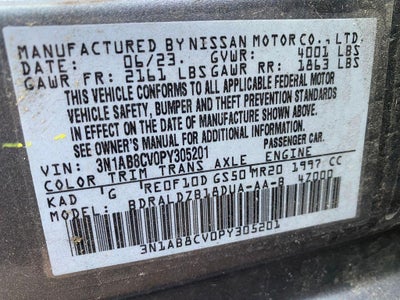 MANUFACTURED BY NISSAN MOTOR CO., LTD.
DATE: 06/23. GVWR: 4001 LBS
GAWR FR: 2161 LBS GAWR RR: 1863 LBS
THIS VEHICLE CONFORMS TO ALL APPLICABLE FEDERAL MOTOR
VEHICLE SAFETY, BUMPER AND THEFT PREVENTION STANDARDS
IN EFFECT ON THE DATE OF MANUFACTURE SHOWN ABOVE.
SEE OWNER'S MANUAL
PASSENGER CAR.
VIN: 3N1AB8CV0PY305201
COLOR TRIM TRANS AXLE ENGINE
KAD G RE0F10D GS50 MR20 1997 CC
MODEL: BDRALDZB18DUA-AA-B 47000
3N1AB8CV0PY305201